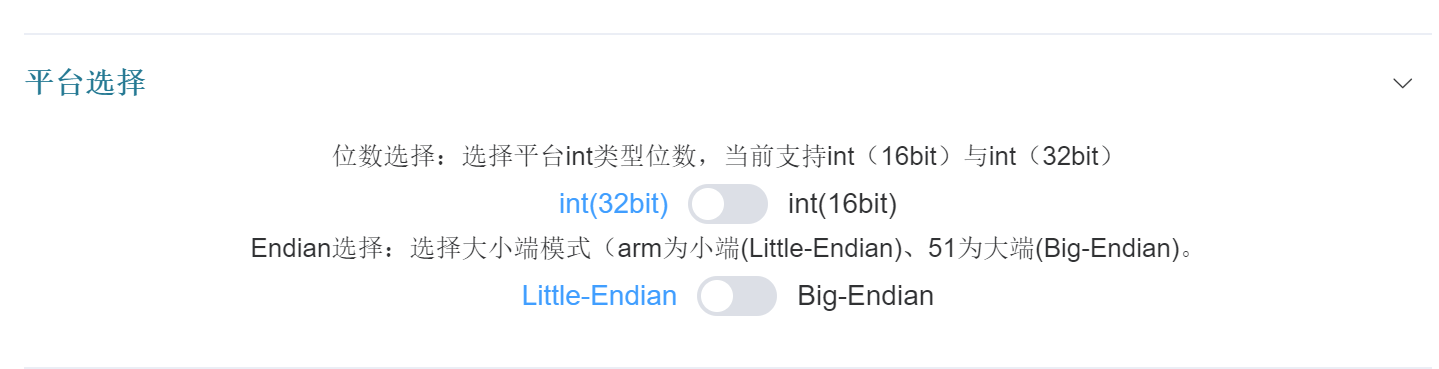 平台选择
位数选择：选择平台int类型位数，当前支持int（16bit）与int（32bit）
int(32bit) int(16bit)
Endian选择：选择大小端模式（arm为小端(Little-Endian)、51为大端(Big-Endian)。
Little-Endian Big-Endian